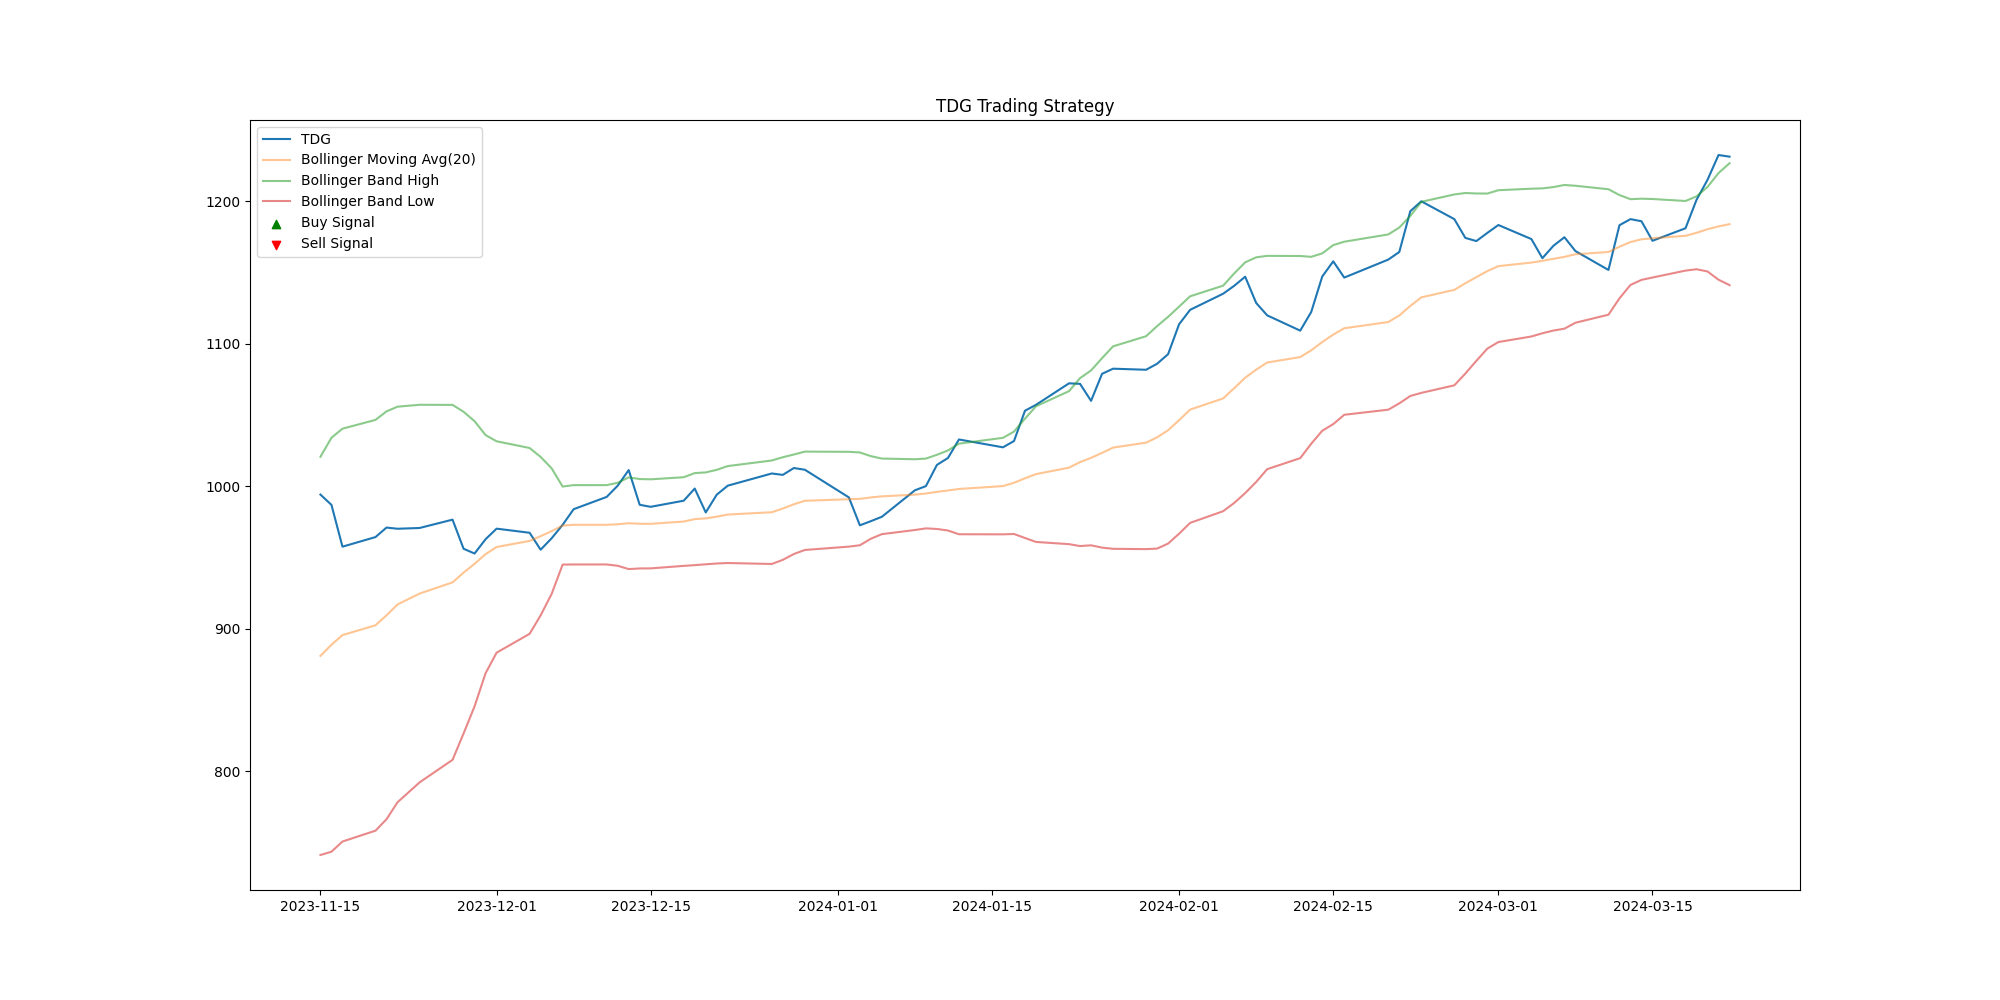 TDG Trading Strategy
TDG
Bollinger Moving Avg(20)
Bollinger Band High
Bollinger Band Low
Buy Signal
Sell Signal
1200
1100
1000
900
800
2023-11-15 2023-12-01 2023-12-15 2024-01-01 2024-01-15 2024-02-01 2024-02-15 2024-03-01 2024-03-15